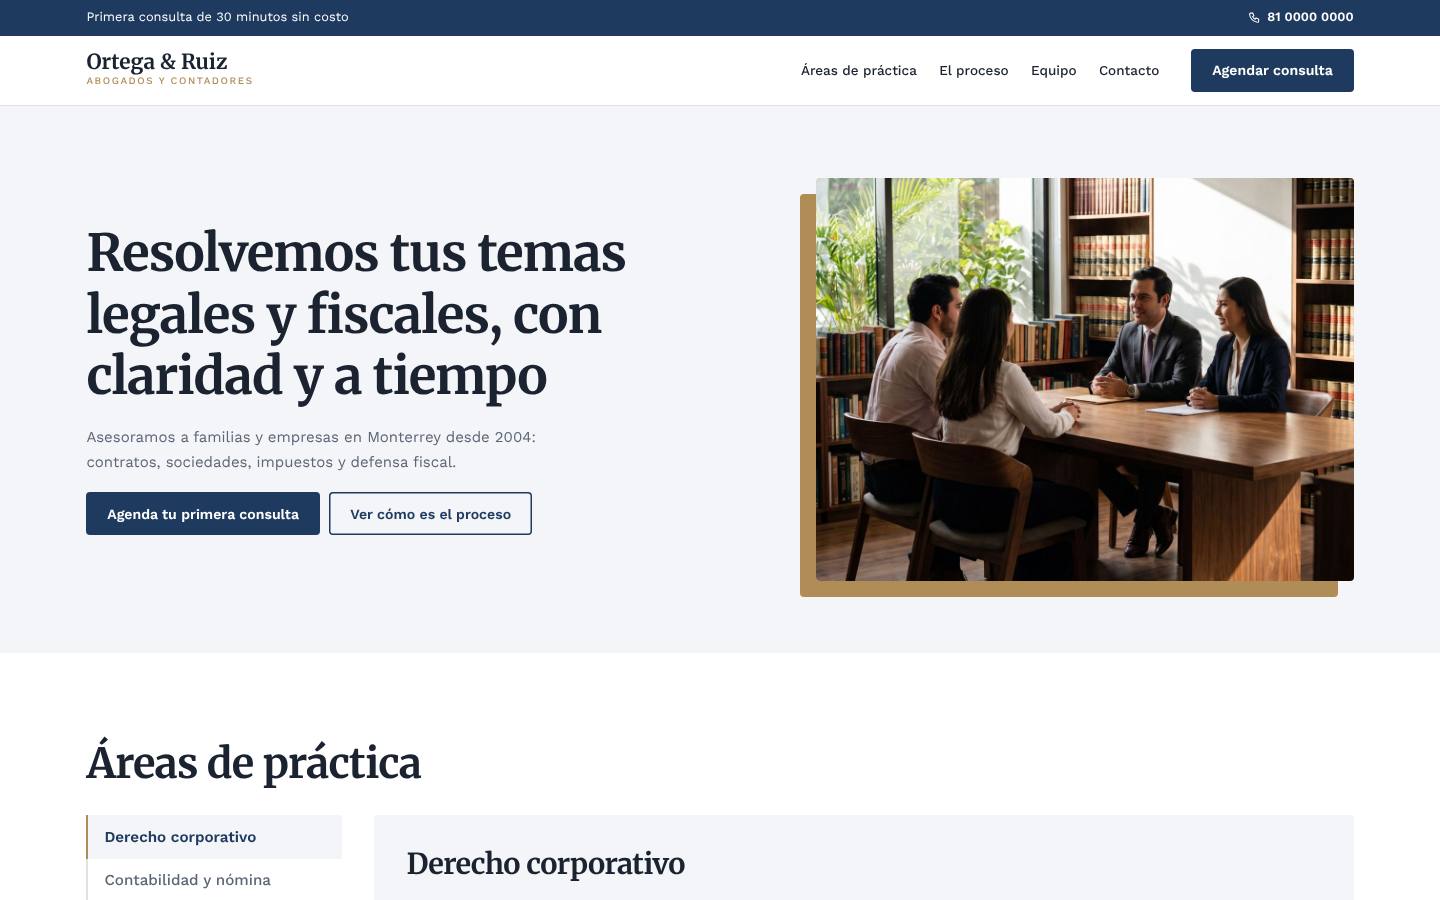 Primera consulta de 30 minutos sin costo
81 0000 0000
Ortega & Ruiz
ABOGADOS Y CONTADORES
Áreas de práctica
El proceso
Equipo
Contacto
Agendar consulta
Resolvemos tus temas
legales y fiscales, con
claridad y a tiempo
Asesoramos a familias y empresas en Monterrey desde 2004:
contratos, sociedades, impuestos y defensa fiscal.
Agenda tu primera consulta
Ver cómo es el proceso
Áreas de práctica
Derecho corporativo
Contabilidad y nómina
Derecho corporativo